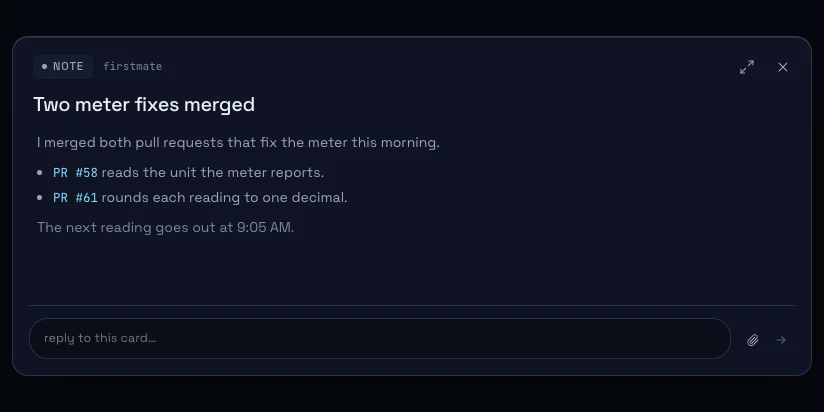 NOTE firstmate
Two meter fixes merged
I merged both pull requests that fix the meter this morning.
• PR #58 reads the unit the meter reports.
• PR #61 rounds each reading to one decimal.
The next reading goes out at 9:05 AM.
reply to this card...